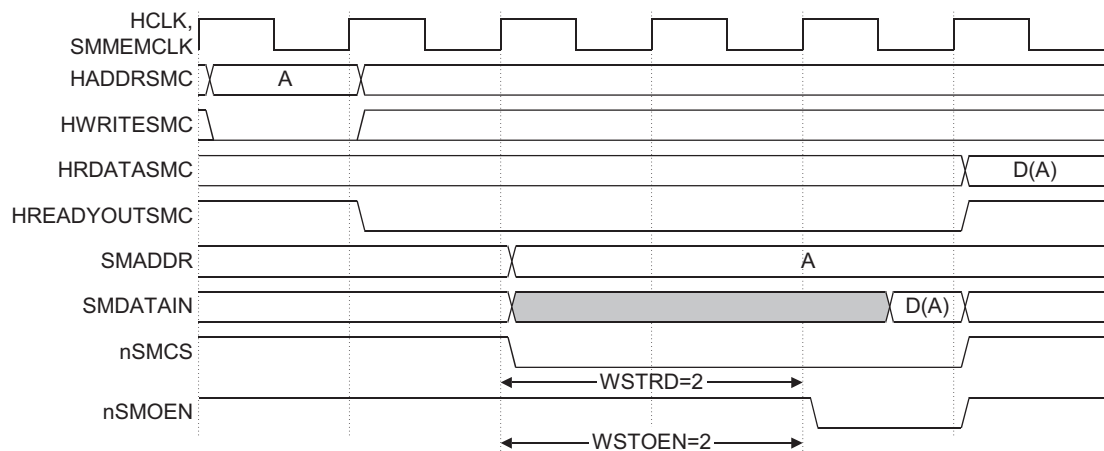 HCLK,
SMMEMCLK
HADDRSMC A
HWRITESMC
HRDATASMC D(A)
HREADYOUTSMC
SMADDR A
SMDATAIN D(A)
nSMCS
WSTRD=2
nSMOEN
WSTOEN=2